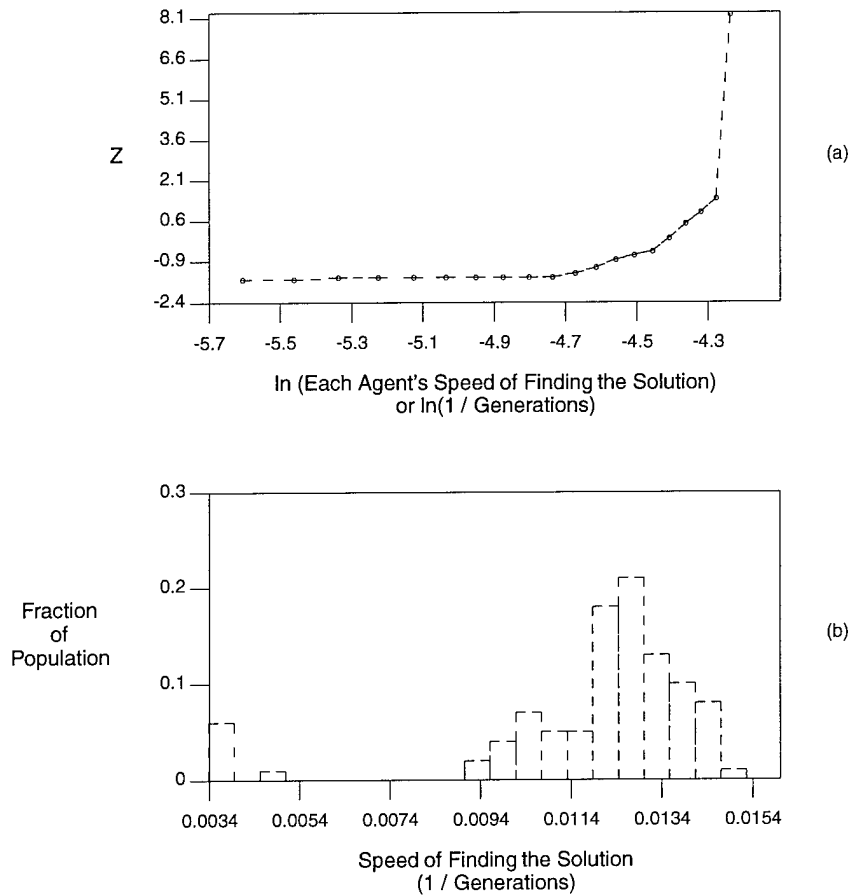 8.1
6.6
5.1
3.6
2.1
0.6
-0.9
-2.4
Z
(a)
-5.7 -5.5 -5.3 -5.1 -4.9 -4.7 -4.5 -4.3
ln (Each Agent's Speed of Finding the Solution)
or ln(1 / Generations)
0.3
0.2
0.1
0
Fraction
of
Population
(b)
0.0034 0.0054 0.0074 0.0094 0.0114 0.0134 0.0154
Speed of Finding the Solution
(1 / Generations)